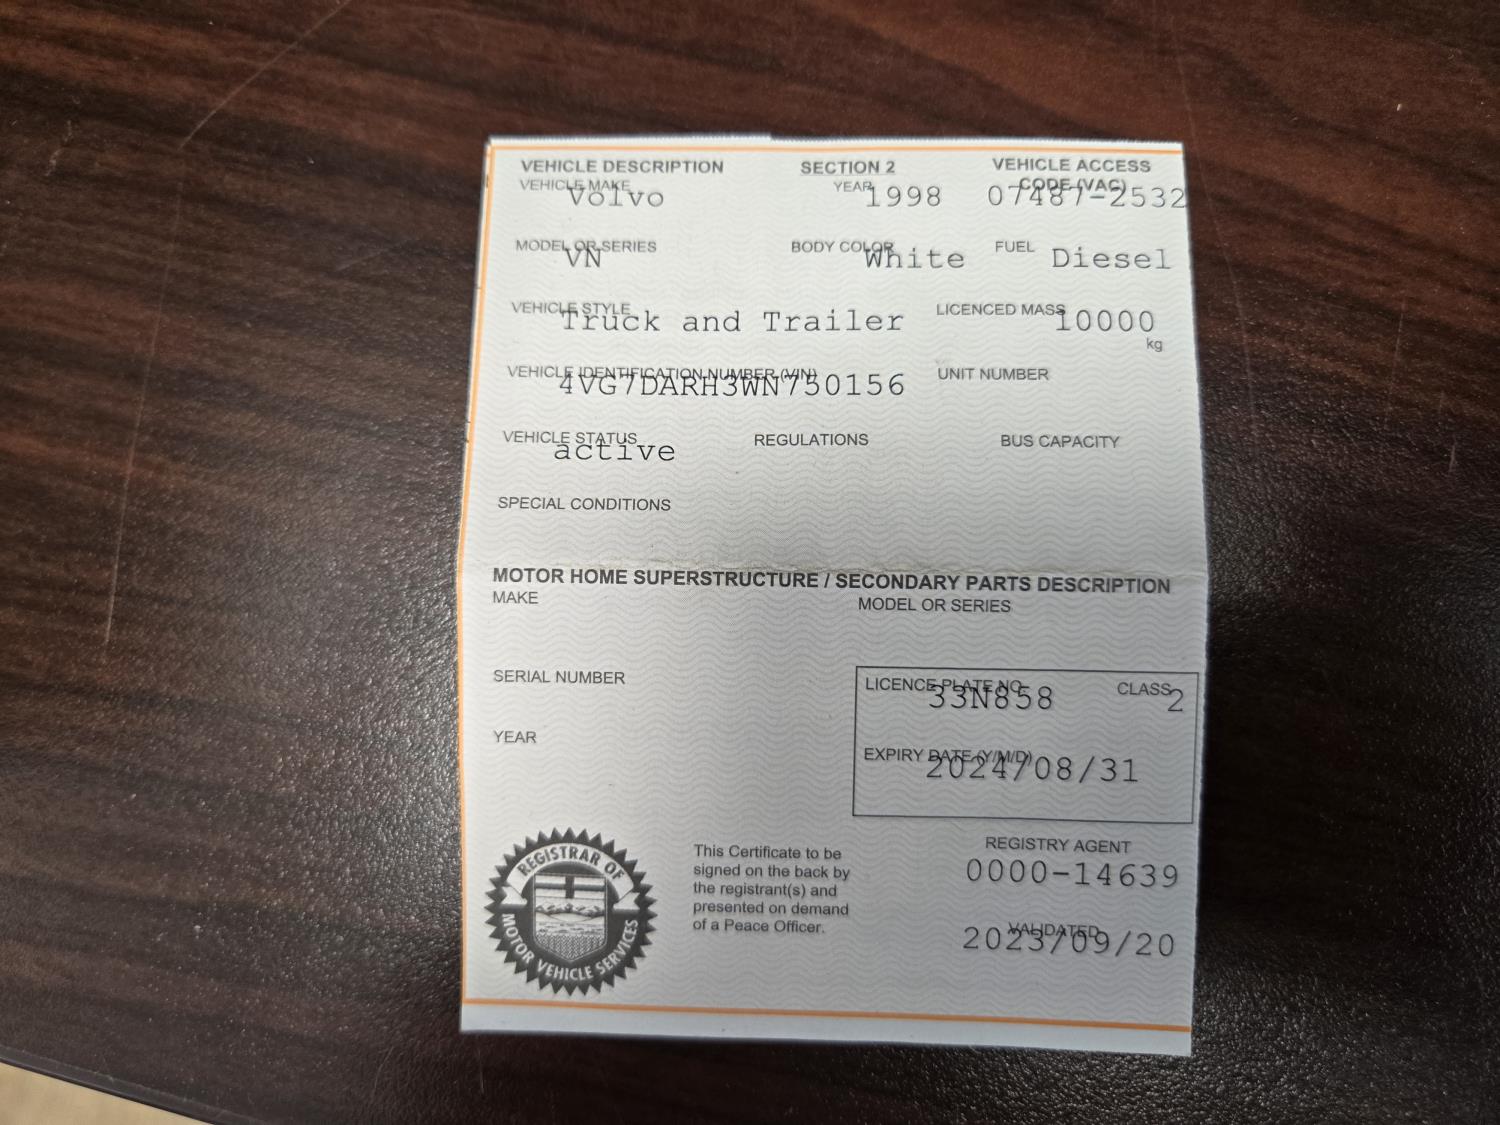 VEHICLE DESCRIPTION SECTION 2 VEHICLE ACCESS CODE (VAC)
VEHICLE MAKE Volvo YEAR 1998 07487-2532
MODEL OR SERIES VN BODY COLOR White FUEL Diesel
VEHICLE STYLE Truck and Trailer LICENCED MASS 10000 kg
VEHICLE IDENTIFICATION NUMBER (VIN) 4VG7DARH3WN750156 UNIT NUMBER
VEHICLE STATUS active REGULATIONS BUS CAPACITY
SPECIAL CONDITIONS
MOTOR HOME SUPERSTRUCTURE / SECONDARY PARTS DESCRIPTION
MAKE MODEL OR SERIES
SERIAL NUMBER
LICENCE PLATE NO. 33N858 CLASS 2
YEAR
EXPIRY DATE (Y/M/D) 2024/08/31
REGISTRAR OF MOTOR VEHICLE SERVICES
This Certificate to be
signed on the back by
the registrant(s) and
presented on demand
of a Peace Officer.
REGISTRY AGENT
0000-14639
VALIDATED
2023/09/20